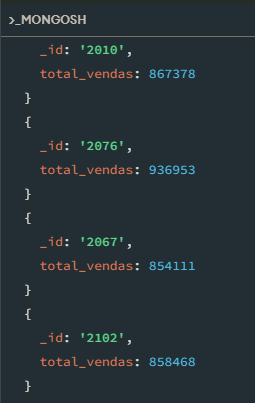 >_MONGOSH
_id: '2010',
total_vendas: 867378
}
{
_id: '2076',
total_vendas: 936953
}
{
_id: '2067',
total_vendas: 854111
}
{
_id: '2102',
total_vendas: 858468
}